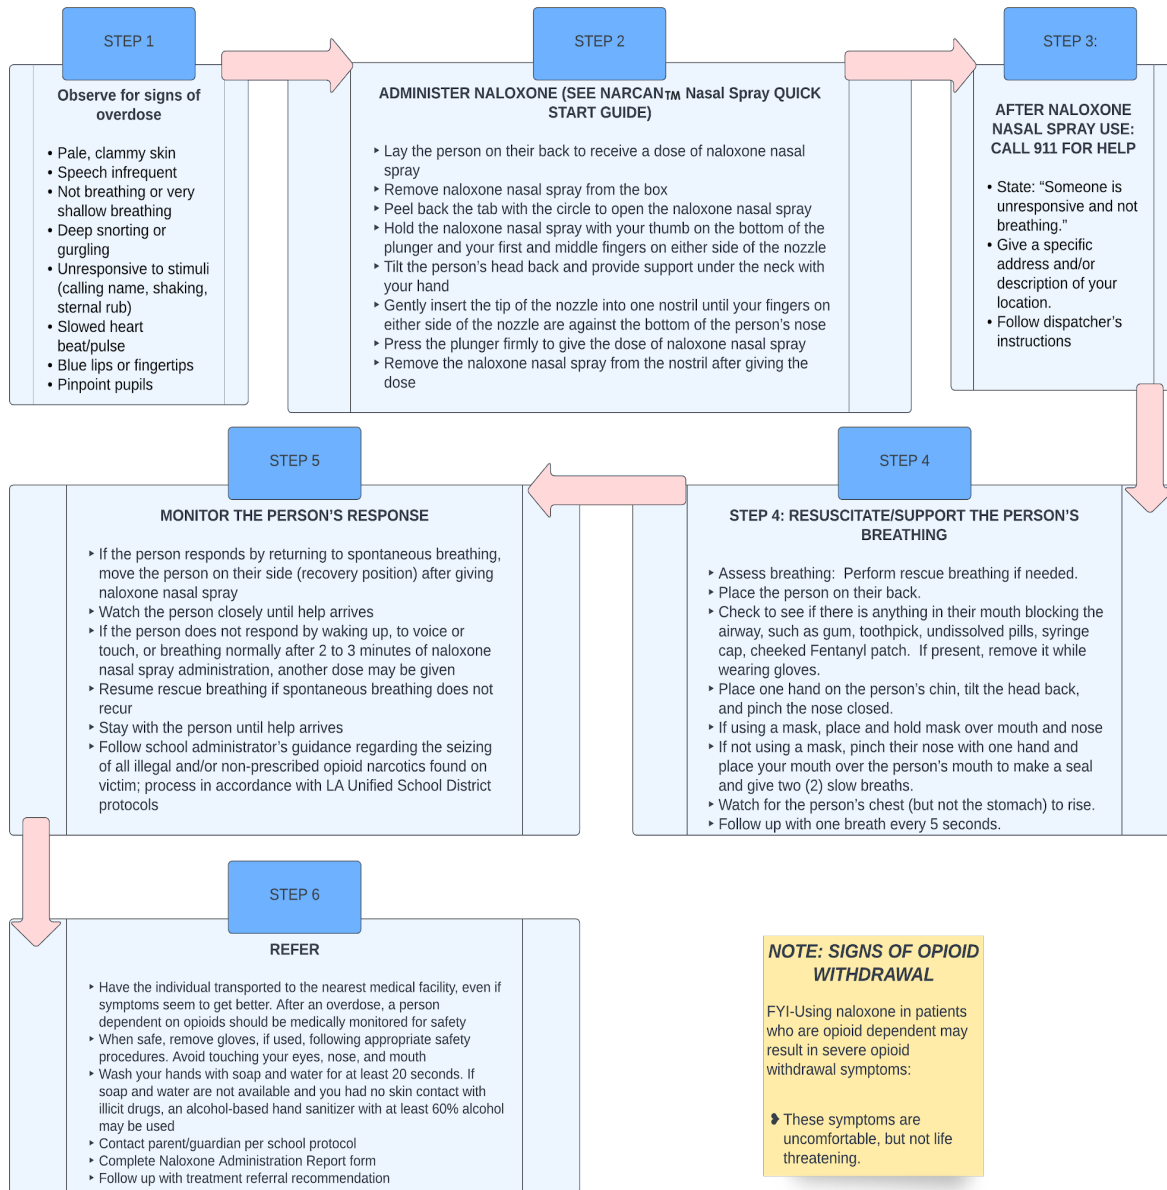 STEP 1
Observe for signs of
overdose
• Pale, clammy skin
• Speech infrequent
• Not breathing or very
shallow breathing
• Deep snorting or
gurgling
• Unresponsive to stimuli
(calling name, shaking,
sternal rub)
• Slowed heart
beat/pulse
• Blue lips or fingertips
• Pinpoint pupils
STEP 2
ADMINISTER NALOXONE (SEE NARCAN™ Nasal Spray QUICK
START GUIDE)
‣ Lay the person on their back to receive a dose of naloxone nasal
spray
‣ Remove naloxone nasal spray from the box
‣ Peel back the tab with the circle to open the naloxone nasal spray
‣ Hold the naloxone nasal spray with your thumb on the bottom of the
plunger and your first and middle fingers on either side of the nozzle
‣ Tilt the person’s head back and provide support under the neck with
your hand
‣ Gently insert the tip of the nozzle into one nostril until your fingers on
either side of the nozzle are against the bottom of the person’s nose
‣ Press the plunger firmly to give the dose of naloxone nasal spray
‣ Remove the naloxone nasal spray from the nostril after giving the
dose
STEP 3:
AFTER NALOXONE
NASAL SPRAY USE:
CALL 911 FOR HELP
• State: “Someone is
unresponsive and not
breathing.”
• Give a specific
address and/or
description of your
location.
• Follow dispatcher’s
instructions
STEP 4
STEP 4: RESUSCITATE/SUPPORT THE PERSON’S
BREATHING
‣ Assess breathing:  Perform rescue breathing if needed.
‣ Place the person on their back.
‣ Check to see if there is anything in their mouth blocking the
airway, such as gum, toothpick, undissolved pills, syringe
cap, cheeked Fentanyl patch.  If present, remove it while
wearing gloves.
‣ Place one hand on the person’s chin, tilt the head back,
and pinch the nose closed.
‣ If using a mask, place and hold mask over mouth and nose
‣ If not using a mask, pinch their nose with one hand and
place your mouth over the person’s mouth to make a seal
and give two (2) slow breaths.
‣ Watch for the person’s chest (but not the stomach) to rise.
‣ Follow up with one breath every 5 seconds.
STEP 5
MONITOR THE PERSON’S RESPONSE
‣ If the person responds by returning to spontaneous breathing,
move the person on their side (recovery position) after giving
naloxone nasal spray
‣ Watch the person closely until help arrives
‣ If the person does not respond by waking up, to voice or
touch, or breathing normally after 2 to 3 minutes of naloxone
nasal spray administration, another dose may be given
‣ Resume rescue breathing if spontaneous breathing does not
recur
‣ Stay with the person until help arrives
‣ Follow school administrator’s guidance regarding the seizing
of all illegal and/or non-prescribed opioid narcotics found on
victim; process in accordance with LA Unified School District
protocols
STEP 6
REFER
‣ Have the individual transported to the nearest medical facility, even if
symptoms seem to get better. After an overdose, a person
dependent on opioids should be medically monitored for safety
‣ When safe, remove gloves, if used, following appropriate safety
procedures. Avoid touching your eyes, nose, and mouth
‣ Wash your hands with soap and water for at least 20 seconds. If
soap and water are not available and you had no skin contact with
illicit drugs, an alcohol-based hand sanitizer with at least 60% alcohol
may be used
‣ Contact parent/guardian per school protocol
‣ Complete Naloxone Administration Report form
‣ Follow up with treatment referral recommendation
NOTE: SIGNS OF OPIOID
WITHDRAWAL
FYI-Using naloxone in patients
who are opioid dependent may
result in severe opioid
withdrawal symptoms:
❥ These symptoms are
uncomfortable, but not life
threatening.